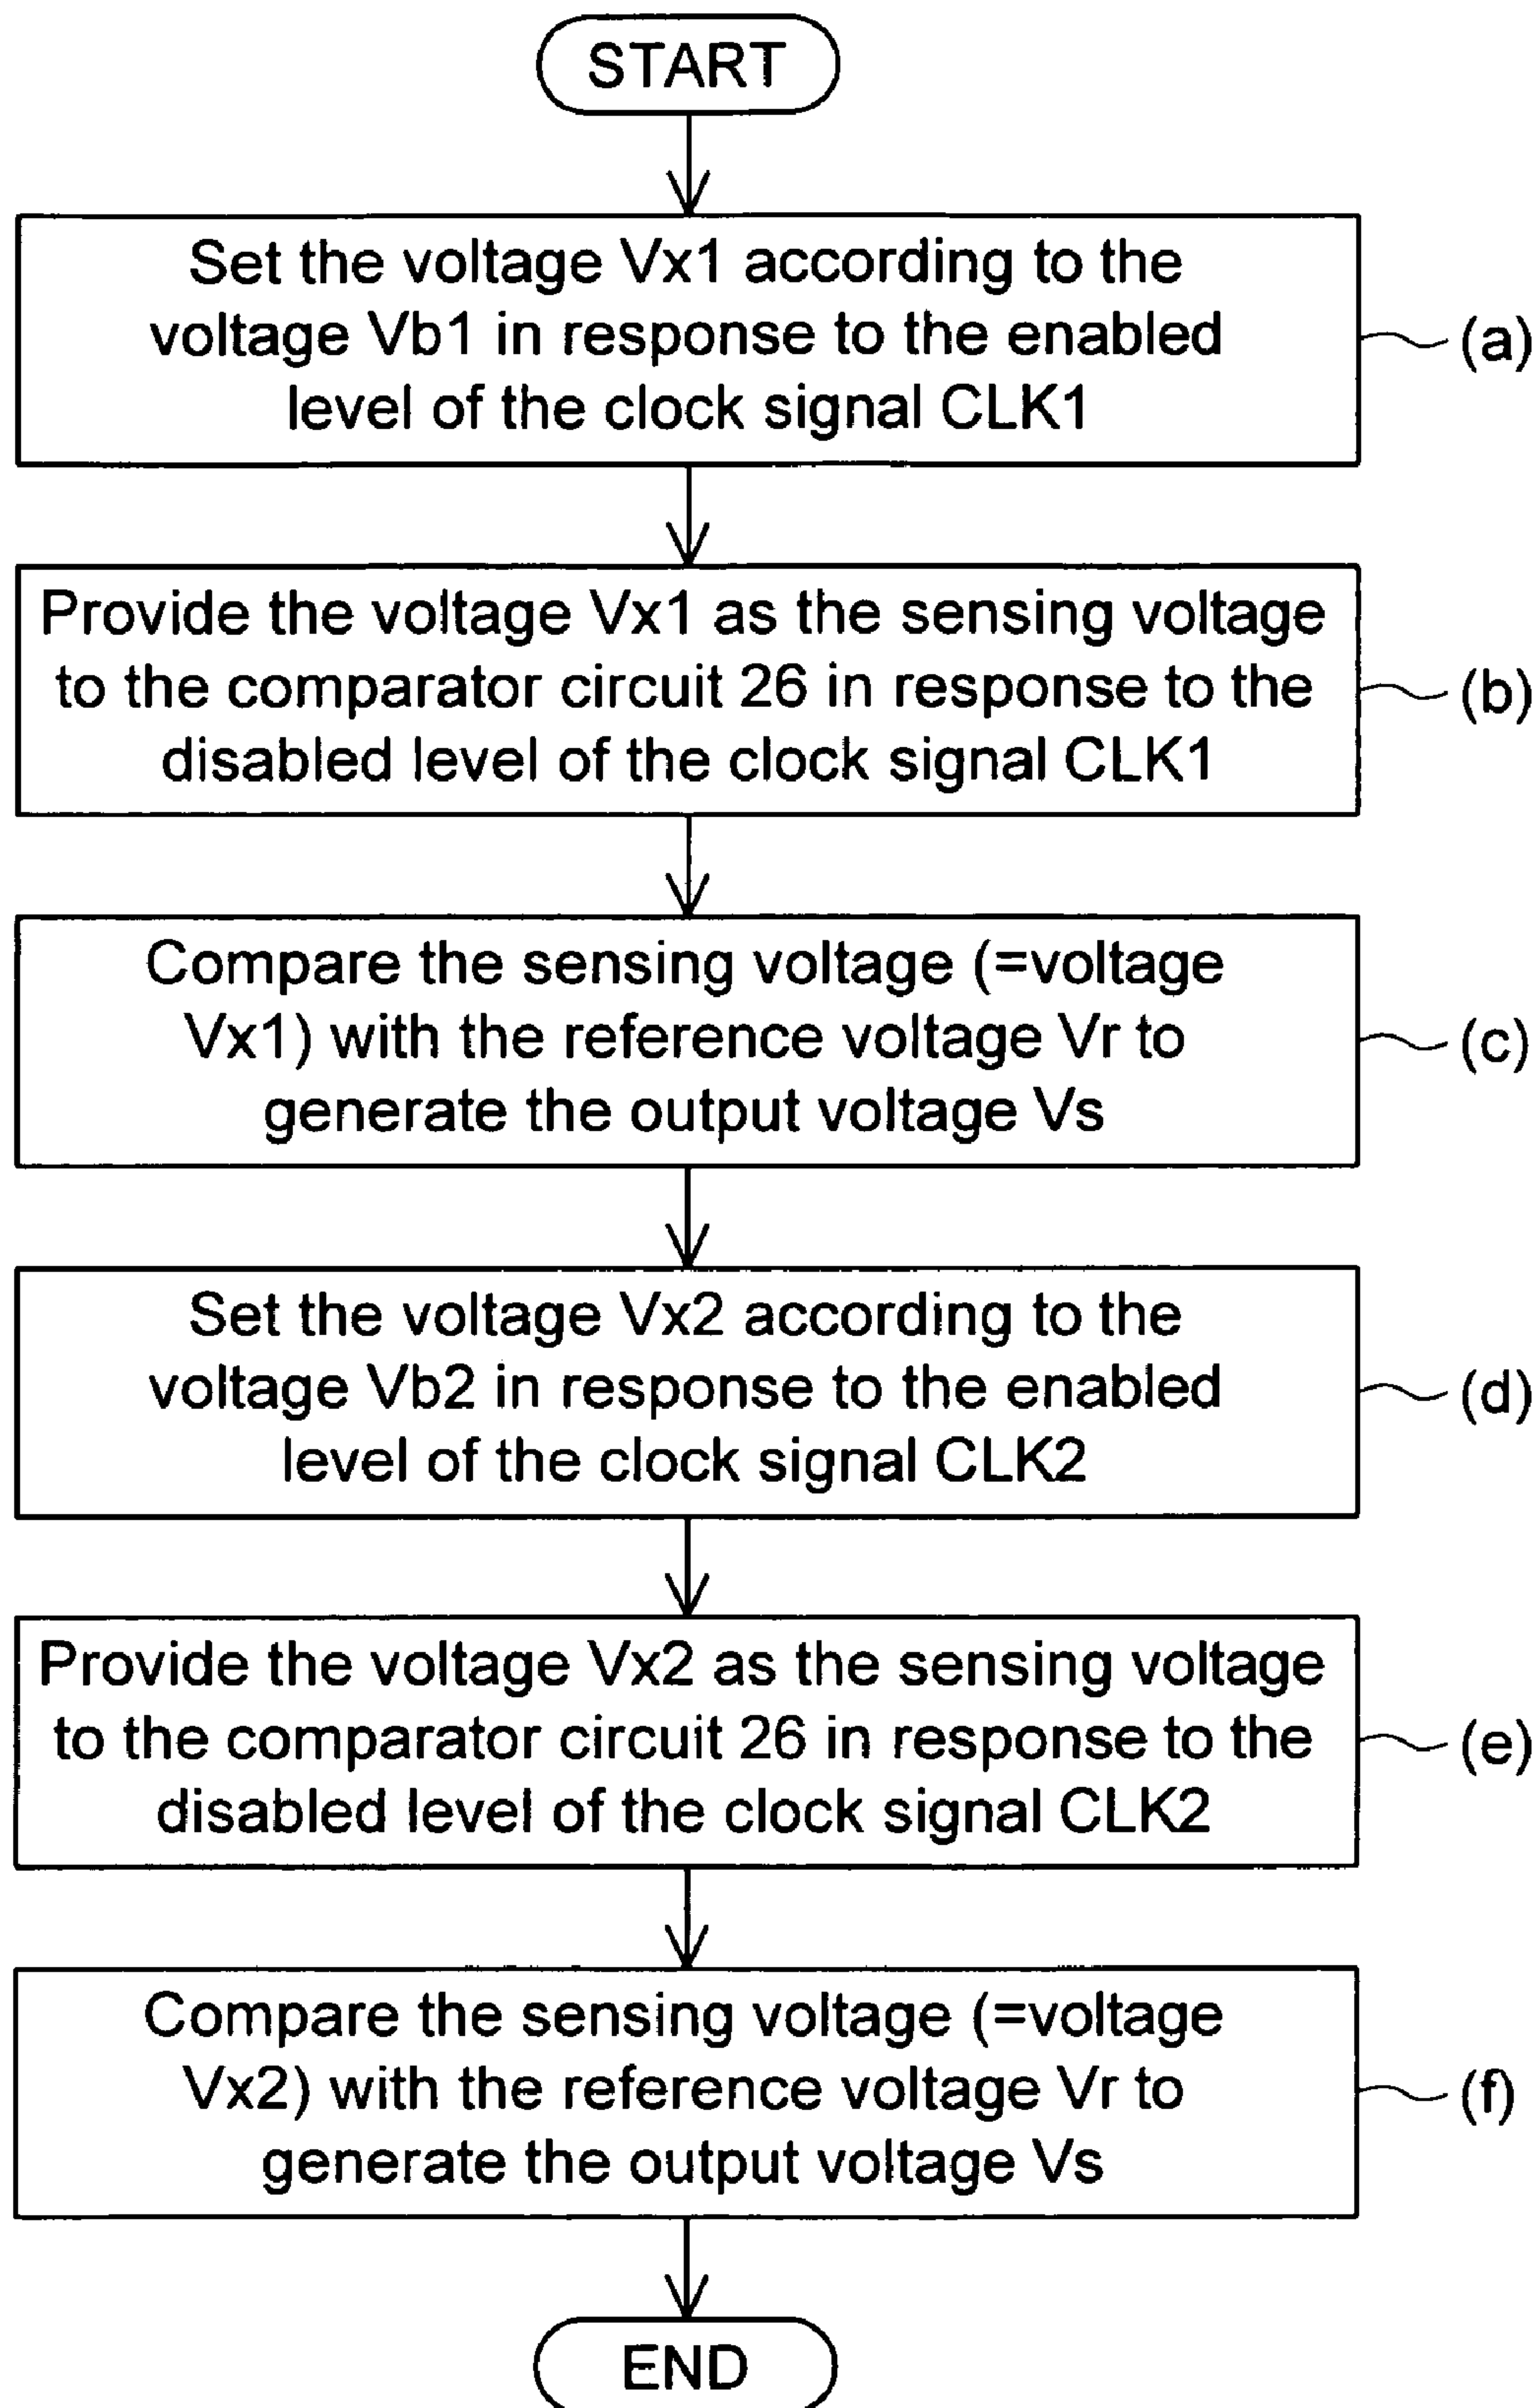 START
Set the voltage Vx1 according to the
voltage Vb1 in response to the enabled
level of the clock signal CLK1
(a)
Provide the voltage Vx1 as the sensing voltage
to the comparator circuit 26 in response to the
disabled level of the clock signal CLK1
(b)
Compare the sensing voltage (=voltage
Vx1) with the reference voltage Vr to
generate the output voltage Vs
(c)
Set the voltage Vx2 according to the
voltage Vb2 in response to the enabled
level of the clock signal CLK2
(d)
Provide the voltage Vx2 as the sensing voltage
to the comparator circuit 26 in response to the
disabled level of the clock signal CLK2
(e)
Compare the sensing voltage (=voltage
Vx2) with the reference voltage Vr to
generate the output voltage Vs
(f)
END